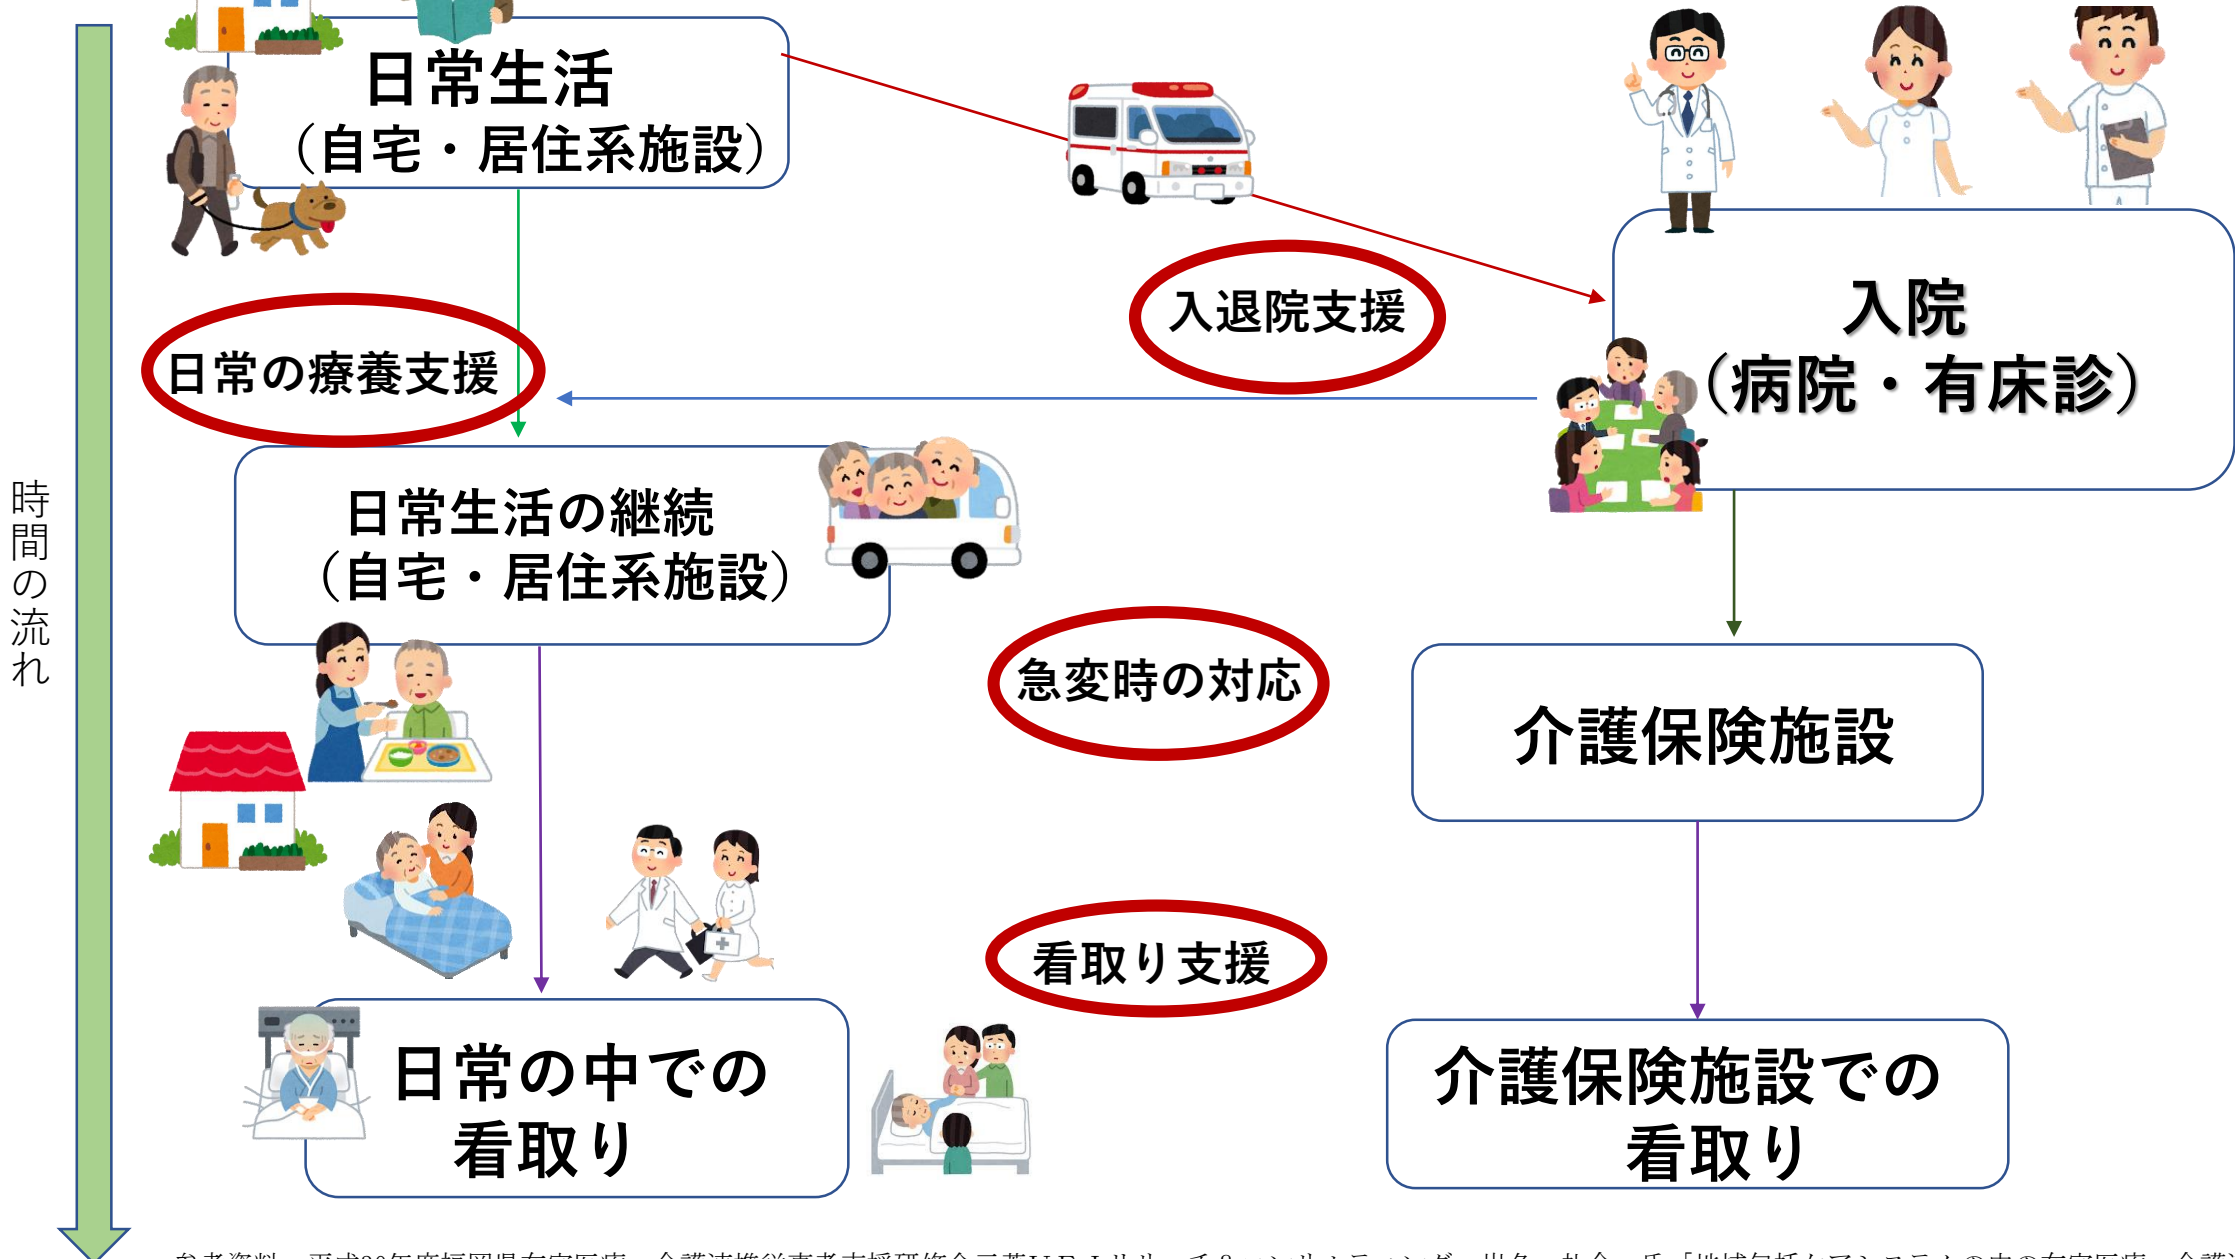 日常生活
（自宅・居住系施設）
入退院支援
入院
（病院・有床診）
日常の療養支援
日常生活の継続
（自宅・居住系施設）
時間の流れ
急変時の対応
介護保険施設
看取り支援
日常の中での
看取り
介護保険施設での
看取り